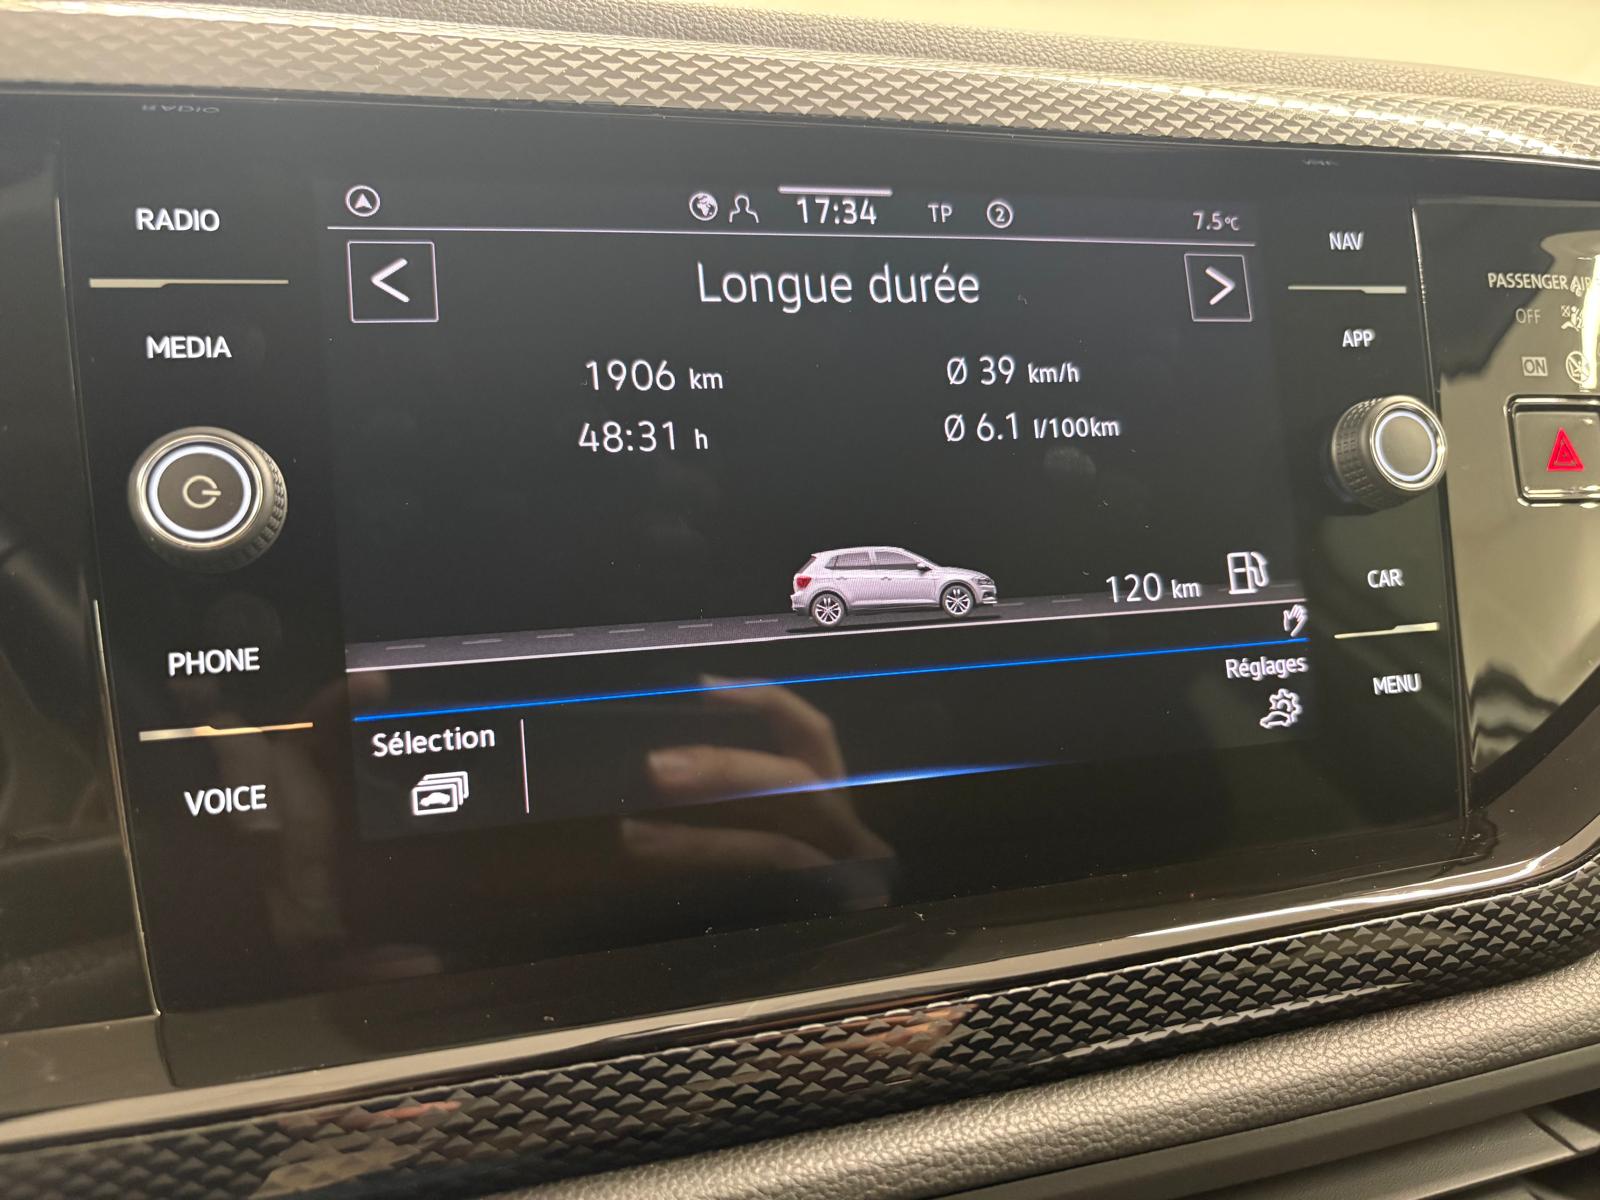 RADIO
MEDIA
PHONE
VOICE
17:34 TP 2 7.5°C
< Longue durée >
1906 km Ø 39 km/h
48:31 h Ø 6.1 l/100km
120 km
Réglages
Sélection
NAV
APP
CAR
MENU
PASSENGER
OFF
ON